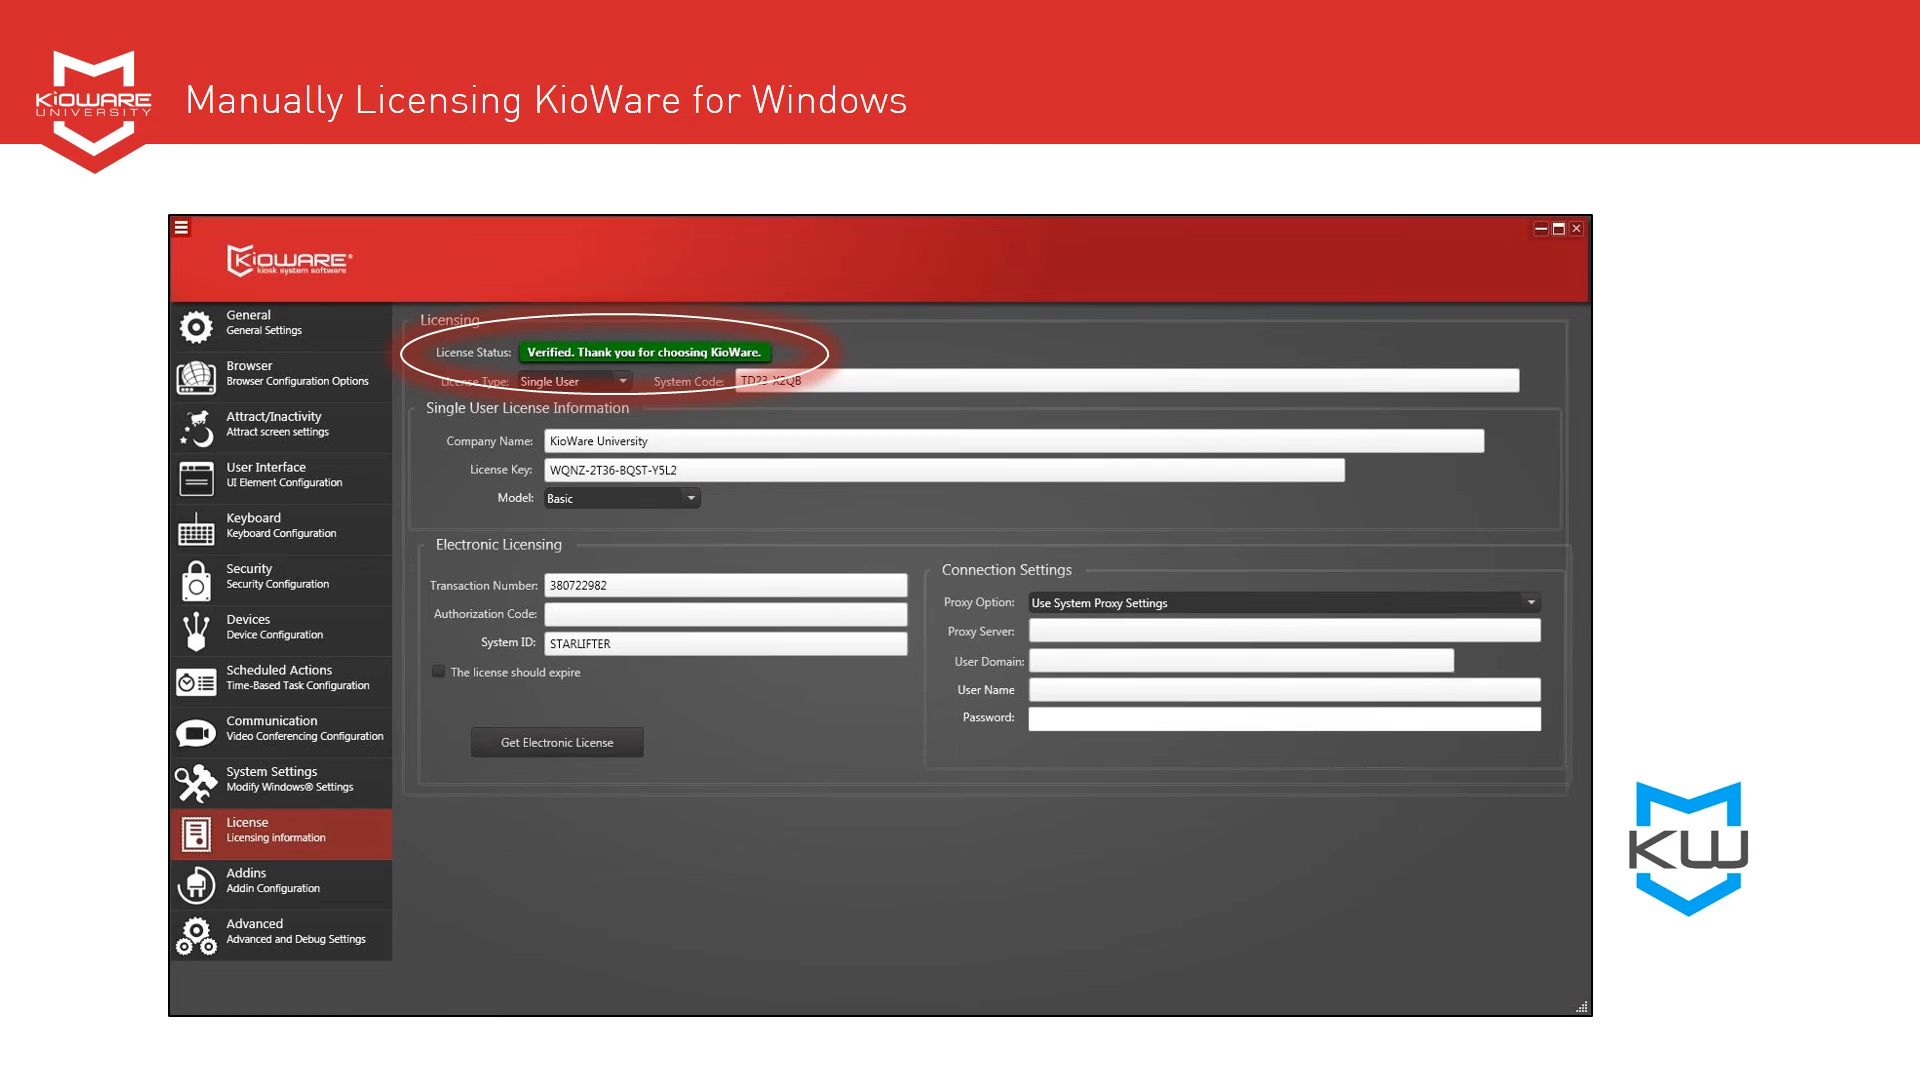 KiOWARE
UNIVERSITY
Manually Licensing KioWare for Windows
KiOWARE®
kiosk system software
General
General Settings
Browser
Browser Configuration Options
Attract/Inactivity
Attract screen settings
User Interface
UI Element Configuration
Keyboard
Keyboard Configuration
Security
Security Configuration
Devices
Device Configuration
Scheduled Actions
Time-Based Task Configuration
Communication
Video Conferencing Configuration
System Settings
Modify Windows® Settings
License
Licensing information
Addins
Addin Configuration
Advanced
Advanced and Debug Settings
Licensing
License Status: Verified. Thank you for choosing KioWare.
License Type: Single User System Code: TD23-X2QB
Single User License Information
Company Name: KioWare University
License Key: WQNZ-2T36-BQST-Y5L2
Model: Basic
Electronic Licensing
Transaction Number: 380722982
Authorization Code:
System ID: STARLIFTER
The license should expire
Get Electronic License
Connection Settings
Proxy Option: Use System Proxy Settings
Proxy Server:
User Domain:
User Name
Password:
KW